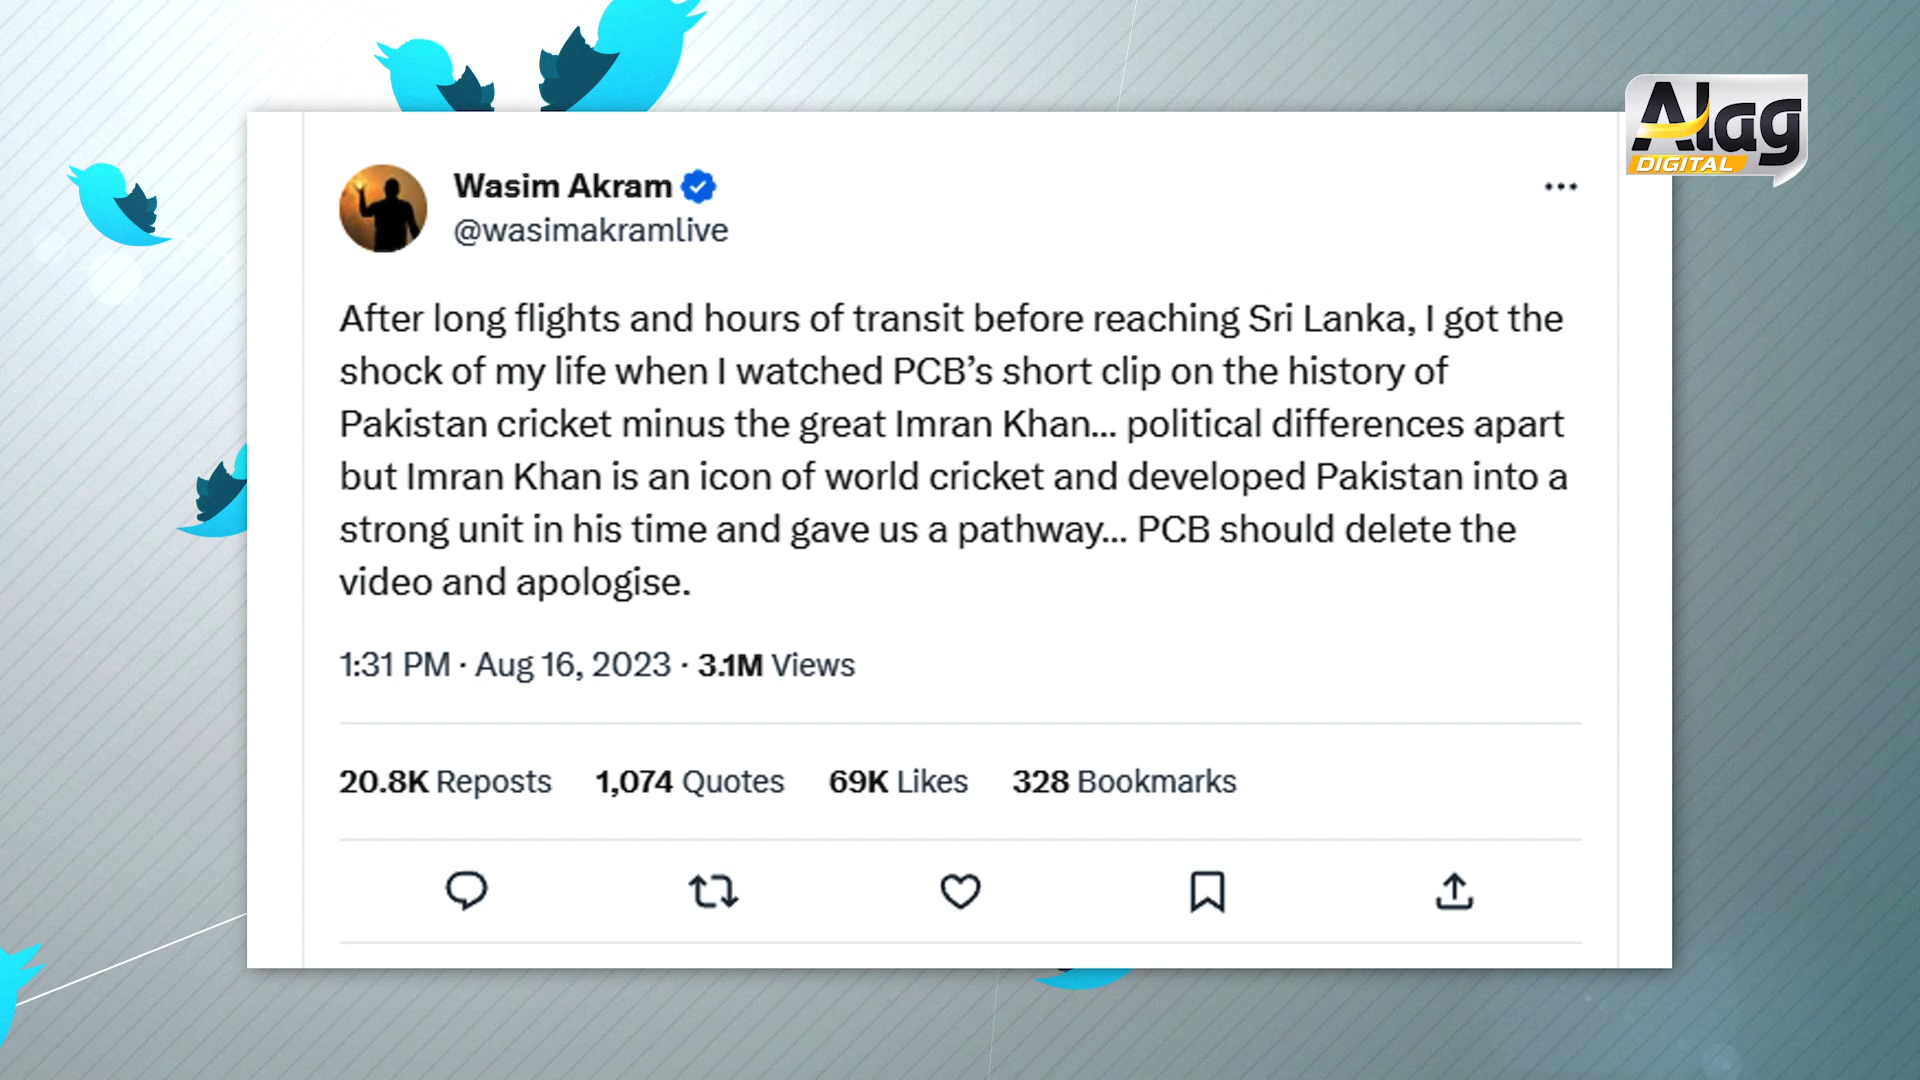 Alag
DIGITAL
Wasim Akram
@wasimakramlive
After long flights and hours of transit before reaching Sri Lanka, I got the
shock of my life when I watched PCB’s short clip on the history of
Pakistan cricket minus the great Imran Khan... political differences apart
but Imran Khan is an icon of world cricket and developed Pakistan into a
strong unit in his time and gave us a pathway... PCB should delete the
video and apologise.
1:31 PM · Aug 16, 2023 · 3.1M Views
20.8K Reposts 1,074 Quotes 69K Likes 328 Bookmarks